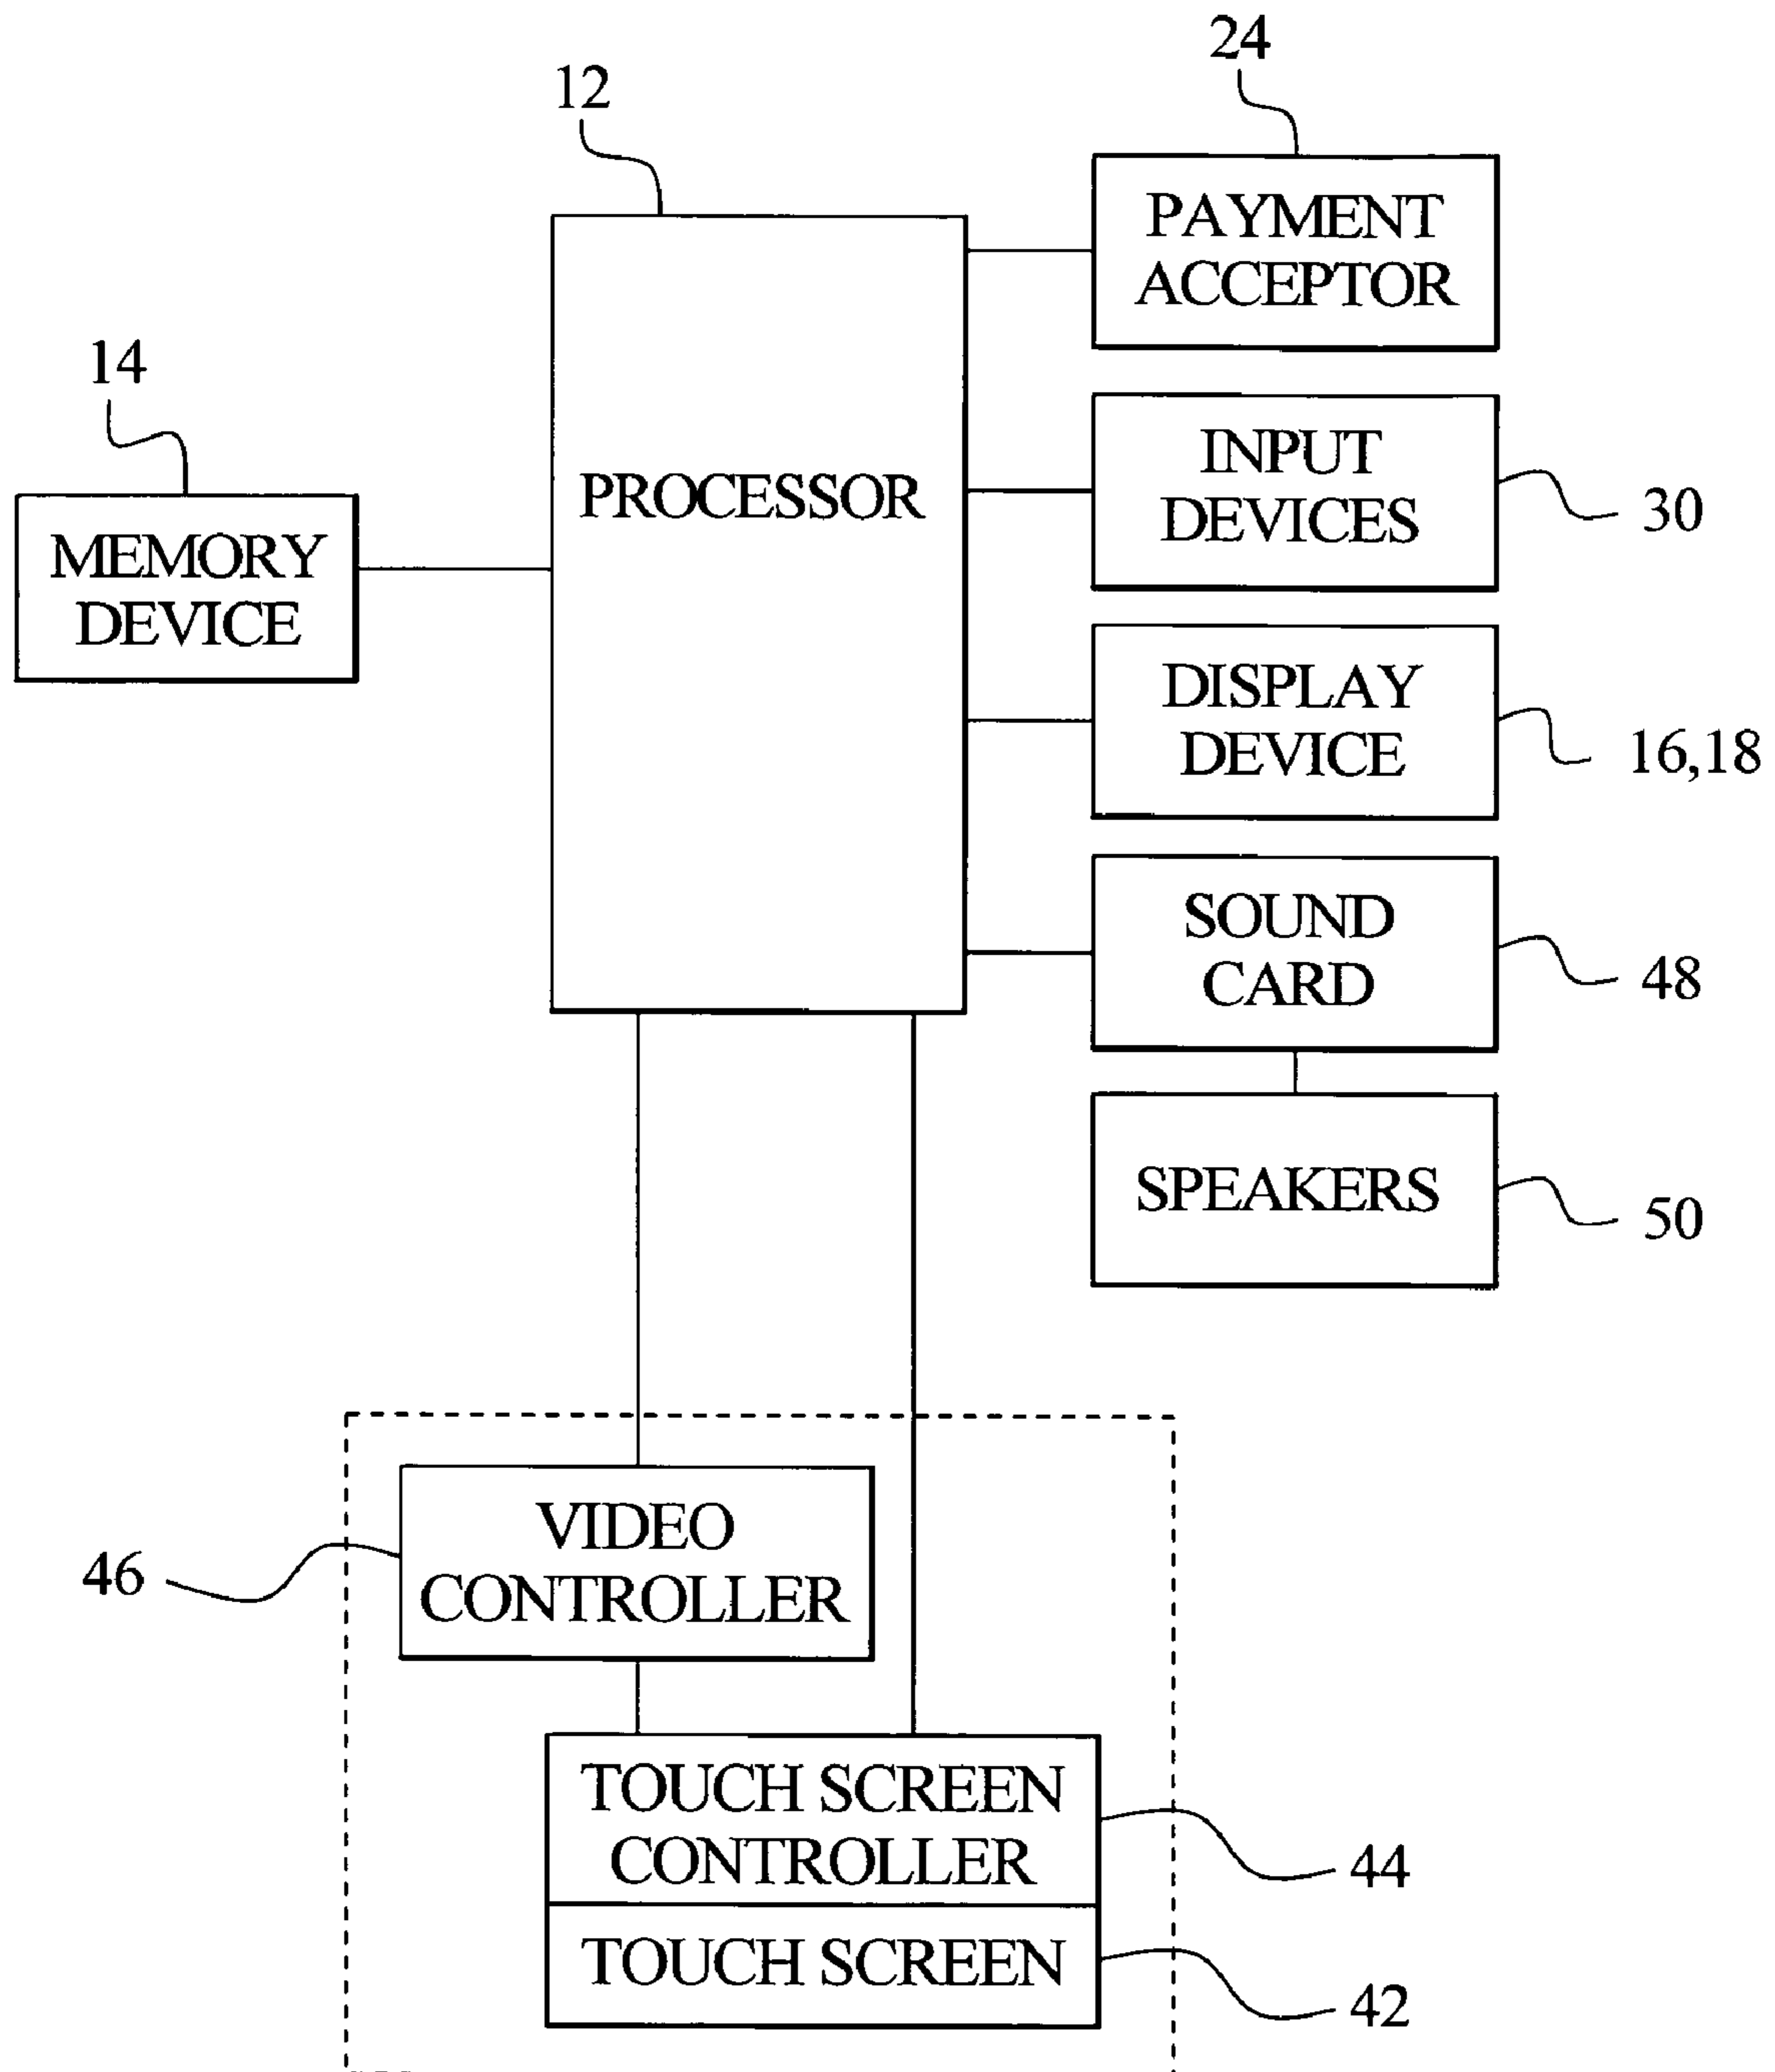 24
12
PAYMENT
ACCEPTOR
14
INPUT
DEVICES
30
PROCESSOR
MEMORY
DEVICE
DISPLAY
DEVICE
16,18
SOUND
CARD
48
SPEAKERS
50
VIDEO
CONTROLLER
46
TOUCH SCREEN
CONTROLLER
44
TOUCH SCREEN
42